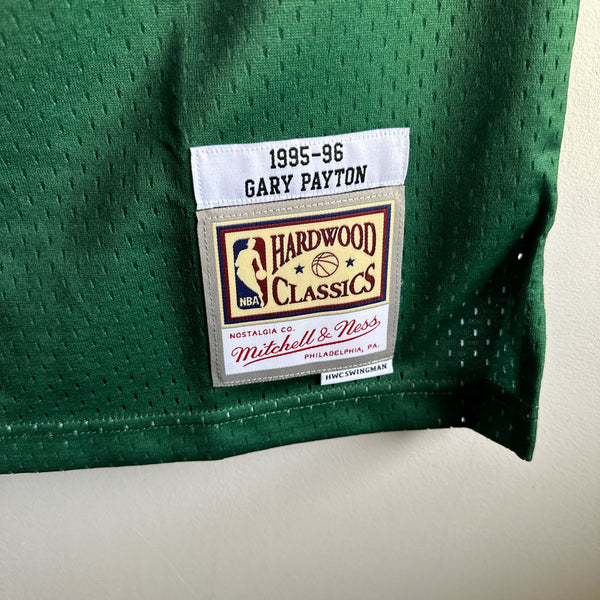 1995-96
GARY PAYTON
HARDWOOD
CLASSICS
NBA
NOSTALGIA CO.
Mitchell & Ness
PHILADELPHIA, PA.
HWC SWINGMAN